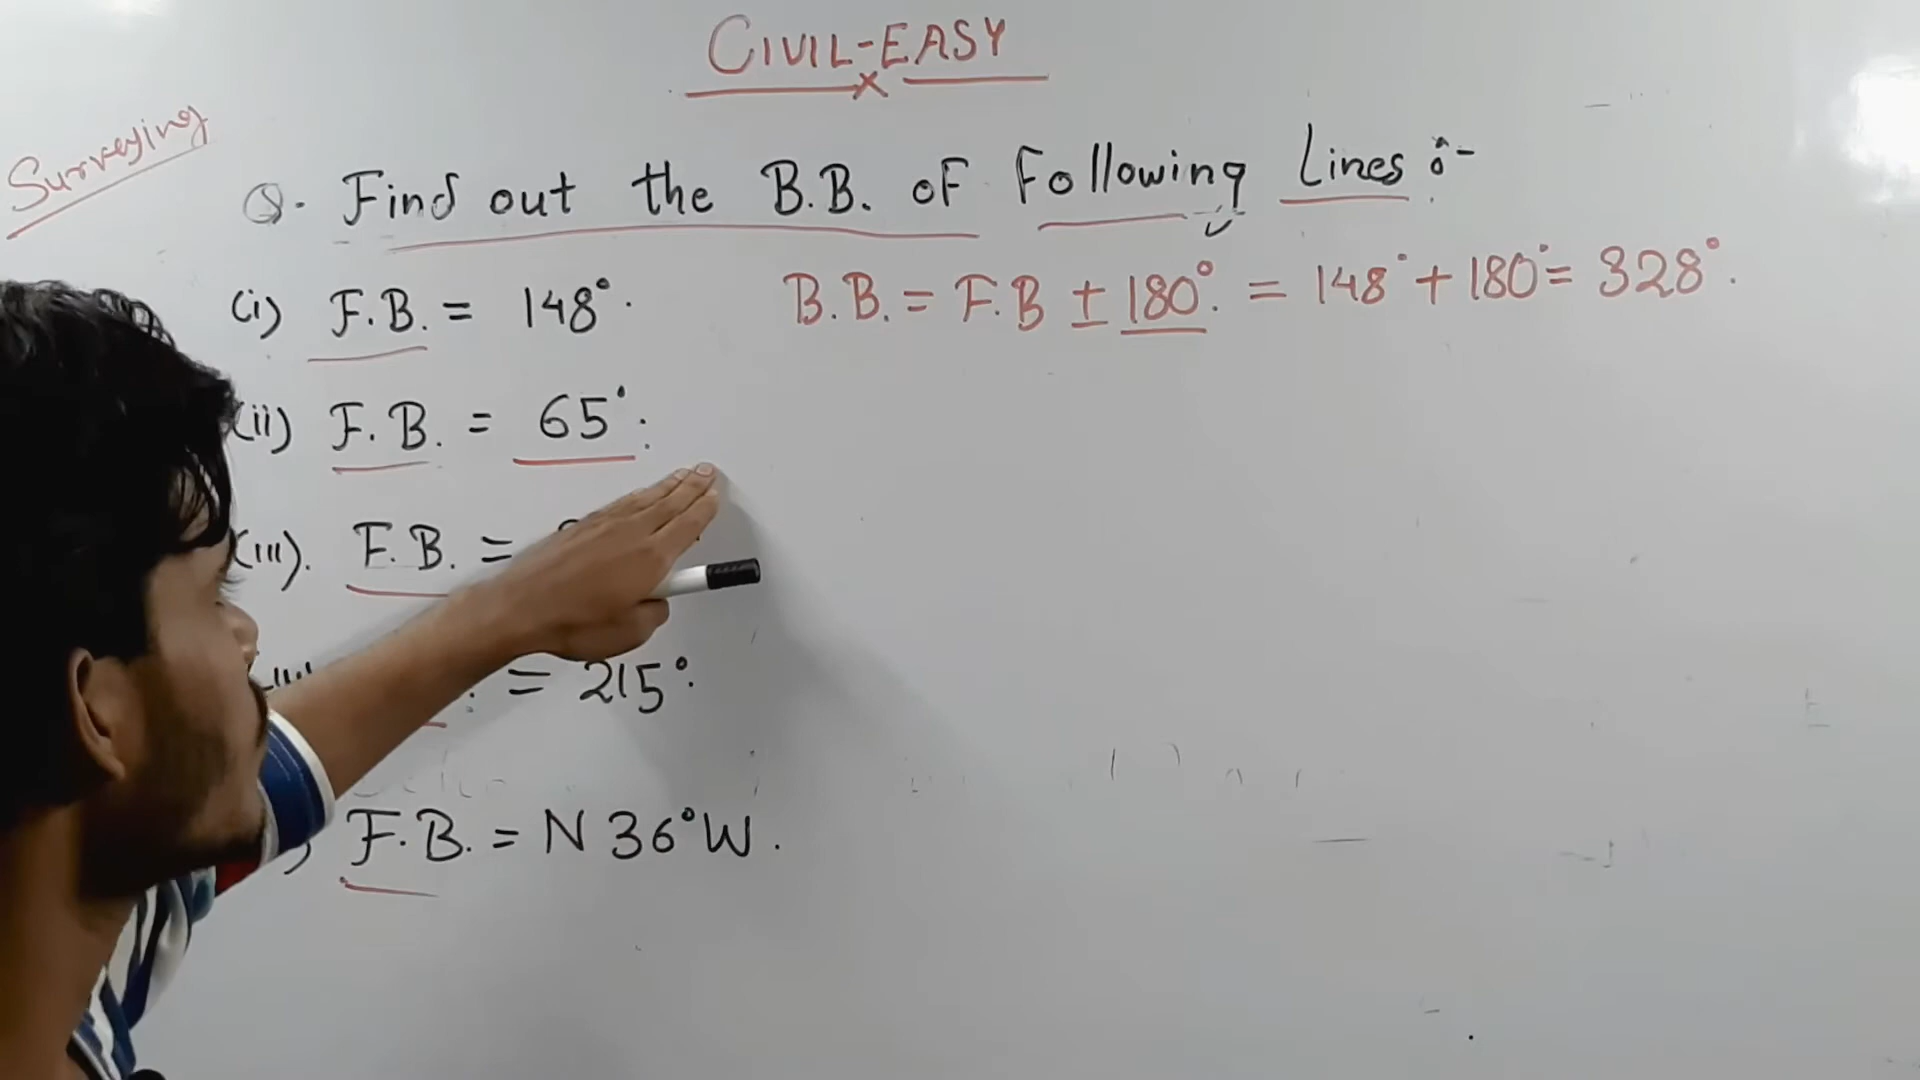 CIVIL-EASY
Surveying
Q. Find out the B.B. of Following Lines :-
(i) F.B. = 148°. B.B. = F.B ± 180°. = 148° + 180° = 328°.
(ii) F.B. = 65°.
(iii). F.B. =
= 215°.
F.B. = N 36° W.